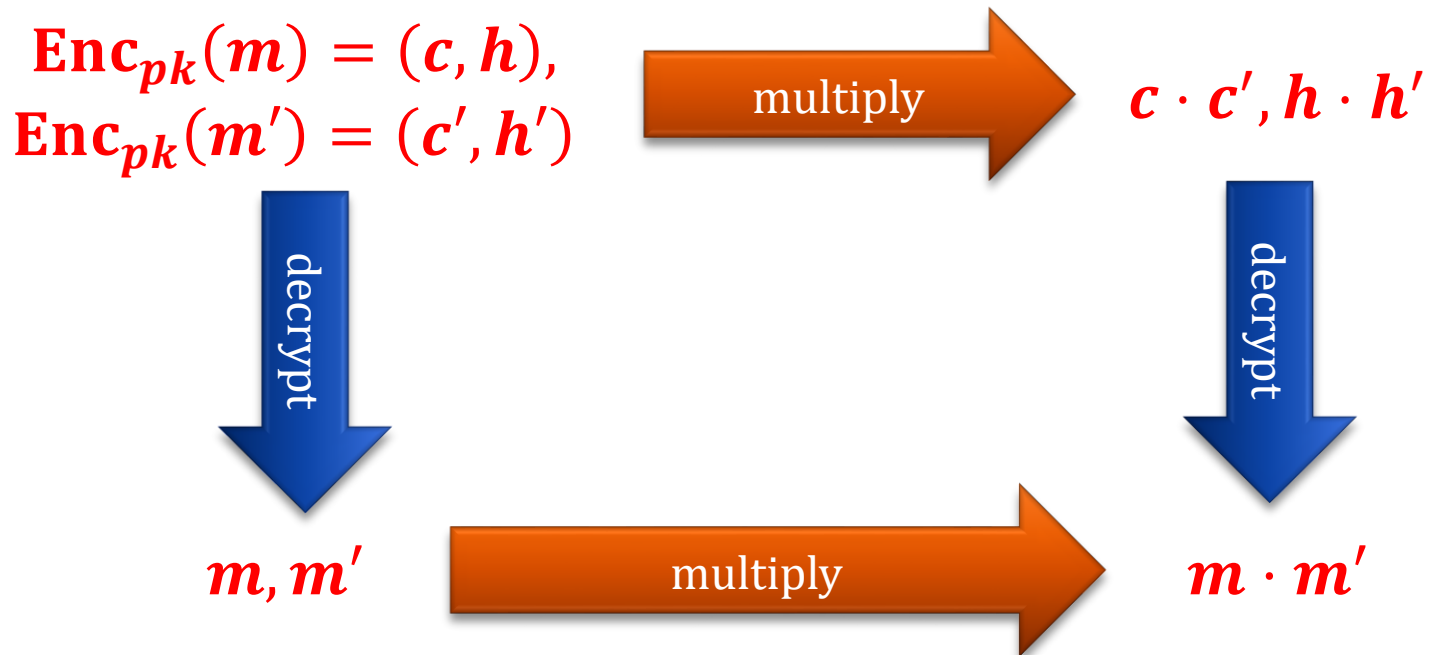 Enc_pk(m) = (c, h),
Enc_pk(m′) = (c′, h′)
multiply
c · c′, h · h′
decrypt
decrypt
m, m′
multiply
m · m′